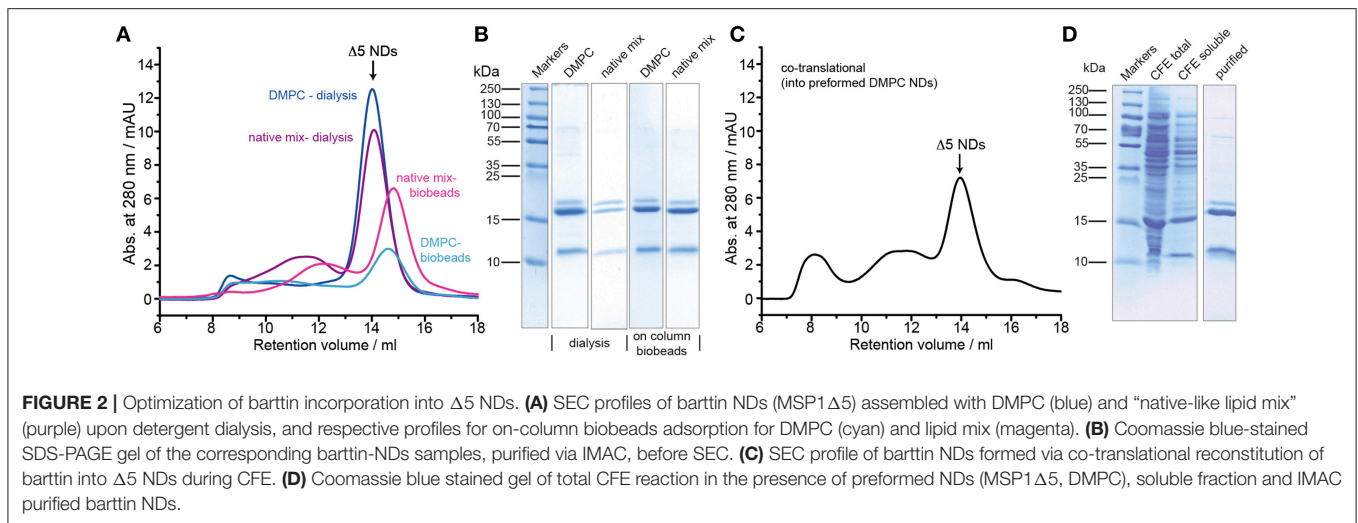 A
Δ5 NDs
14
12
10
8
6
4
2
0
Abs. at 280 nm / mAU
DMPC - dialysis
native mix- dialysis
native mix-
biobeads
DMPC-
biobeads
6 8 10 12 14 16 18
Retention volume / ml
B
Markers DMPC native mix DMPC native mix
kDa
250
130
100
70
55
35
25
15
10
dialysis
on column
biobeads
C
co-translational
(into preformed DMPC NDs)
Δ5 NDs
14
12
10
8
6
4
2
0
Abs. at 280 nm / mAU
6 8 10 12 14 16 18
Retention volume / ml
D
Markers CFE total CFE soluble purified
kDa
250
130
100
70
55
35
25
15
10
FIGURE 2 | Optimization of barttin incorporation into Δ5 NDs. (A) SEC profiles of barttin NDs (MSP1Δ5) assembled with DMPC (blue) and “native-like lipid mix”
(purple) upon detergent dialysis, and respective profiles for on-column biobeads adsorption for DMPC (cyan) and lipid mix (magenta). (B) Coomassie blue-stained
SDS-PAGE gel of the corresponding barttin-NDs samples, purified via IMAC, before SEC. (C) SEC profile of barttin NDs formed via co-translational reconstitution of
barttin into Δ5 NDs during CFE. (D) Coomassie blue stained gel of total CFE reaction in the presence of preformed NDs (MSP1Δ5, DMPC), soluble fraction and IMAC
purified barttin NDs.